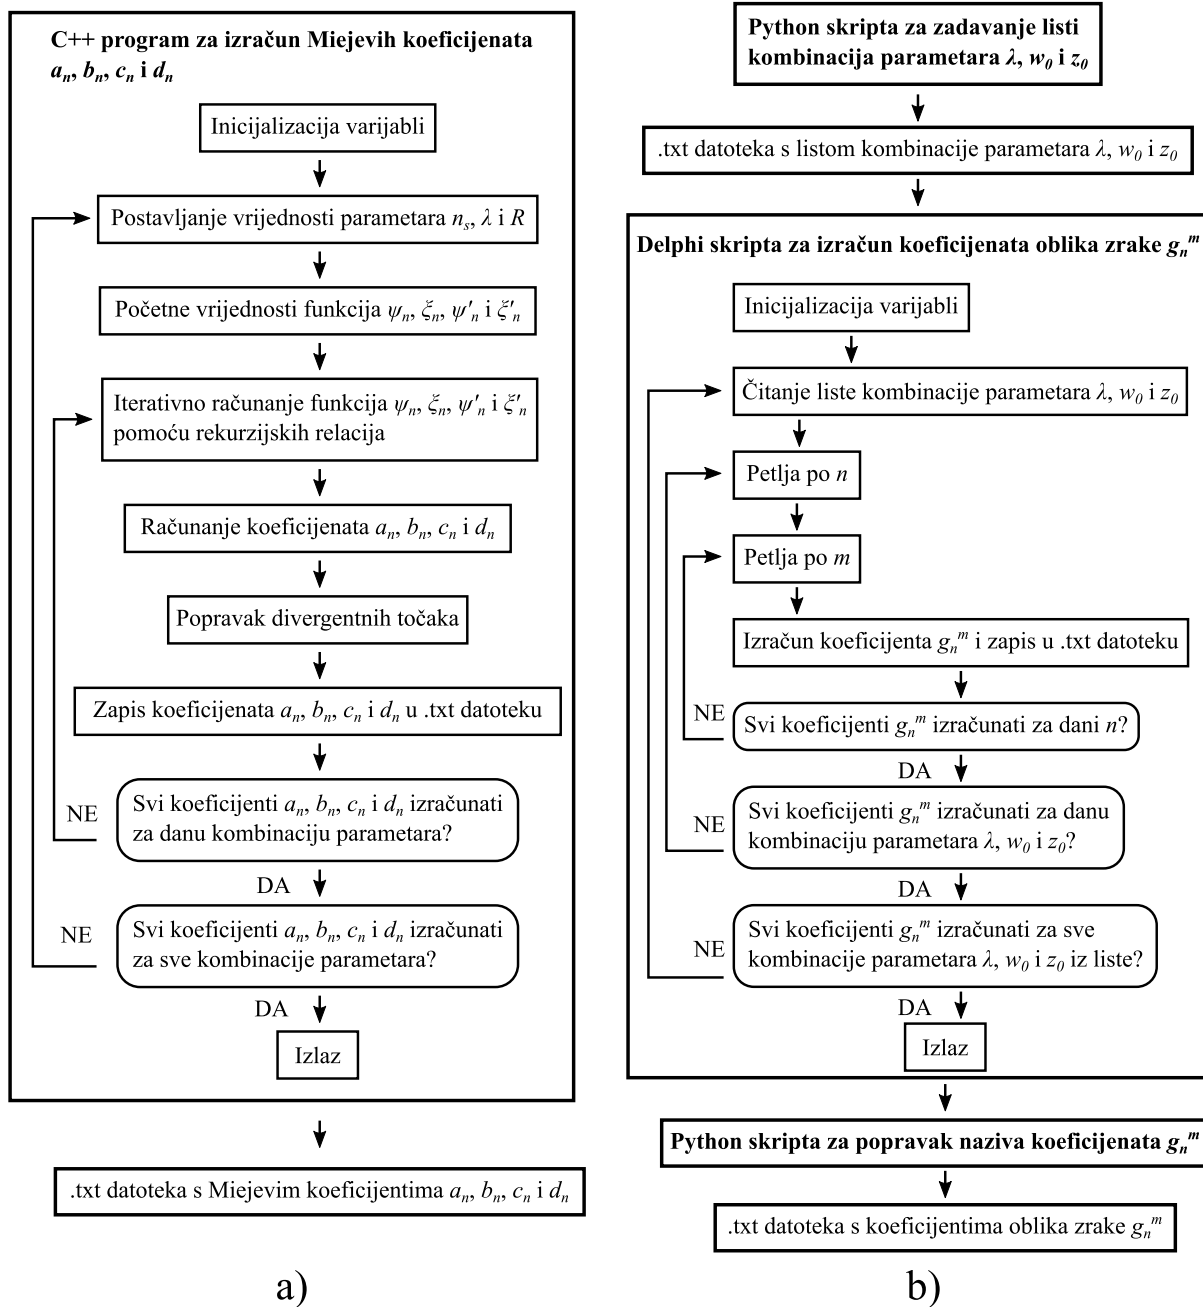 C++ program za izračun Miejevih koeficijenata
aₙ, bₙ, cₙ i dₙ
Inicijalizacija varijabli
Postavljanje vrijednosti parametara nₛ, λ i R
Početne vrijednosti funkcija ψₙ, ξₙ, ψ'ₙ i ξ'ₙ
Iterativno računanje funkcija ψₙ, ξₙ, ψ'ₙ i ξ'ₙ
pomoću rekurzijskih relacija
Računanje koeficijenata aₙ, bₙ, cₙ i dₙ
Popravak divergentnih točaka
Zapis koeficijenata aₙ, bₙ, cₙ i dₙ u .txt datoteku
Svi koeficijenti aₙ, bₙ, cₙ i dₙ izračunati
za danu kombinaciju parametara?
NE
DA
Svi koeficijenti aₙ, bₙ, cₙ i dₙ izračunati
za sve kombinacije parametara?
NE
DA
Izlaz
.txt datoteka s Miejevim koeficijentima aₙ, bₙ, cₙ i dₙ
a)
Python skripta za zadavanje listi
kombinacija parametara λ, w₀ i z₀
.txt datoteka s listom kombinacije parametara λ, w₀ i z₀
Delphi skripta za izračun koeficijenata oblika zrake gₙᵐ
Inicijalizacija varijabli
Čitanje liste kombinacije parametara λ, w₀ i z₀
Petlja po n
Petlja po m
Izračun koeficijenta gₙᵐ i zapis u .txt datoteku
NE
Svi koeficijenti gₙᵐ izračunati za dani n?
DA
Svi koeficijenti gₙᵐ izračunati za danu
kombinaciju parametara λ, w₀ i z₀?
NE
DA
Svi koeficijenti gₙᵐ izračunati za sve
kombinacije parametara λ, w₀ i z₀ iz liste?
NE
DA
Izlaz
Python skripta za popravak naziva koeficijenata gₙᵐ
.txt datoteka s koeficijentima oblika zrake gₙᵐ
b)